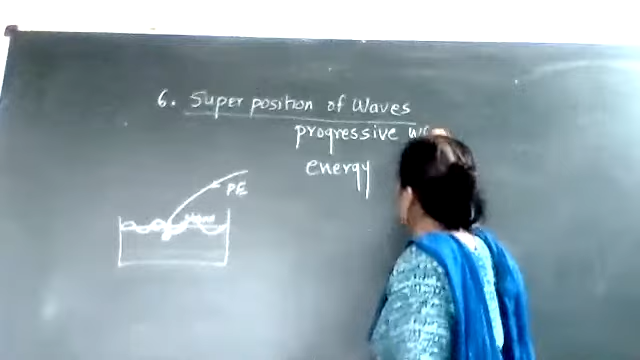 6. Super position of Waves
progressive
energy
PE